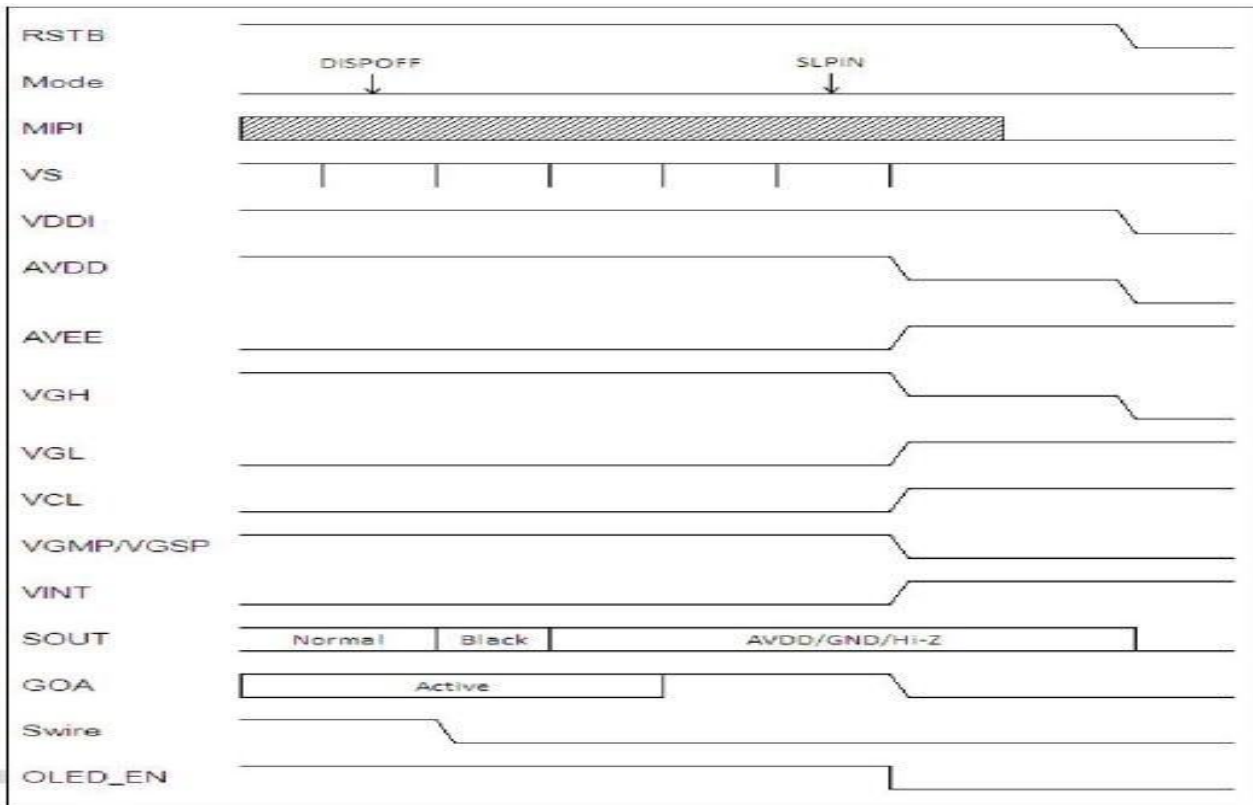 RSTB
DISPOFF SLPIN
Mode
MIPI
VS
VDDI
AVDD
AVEE
VGH
VGL
VCL
VGMP/VGSP
VINT
SOUT Normal Black AVDD/GND/Hi-Z
GOA Active
Swire
OLED_EN